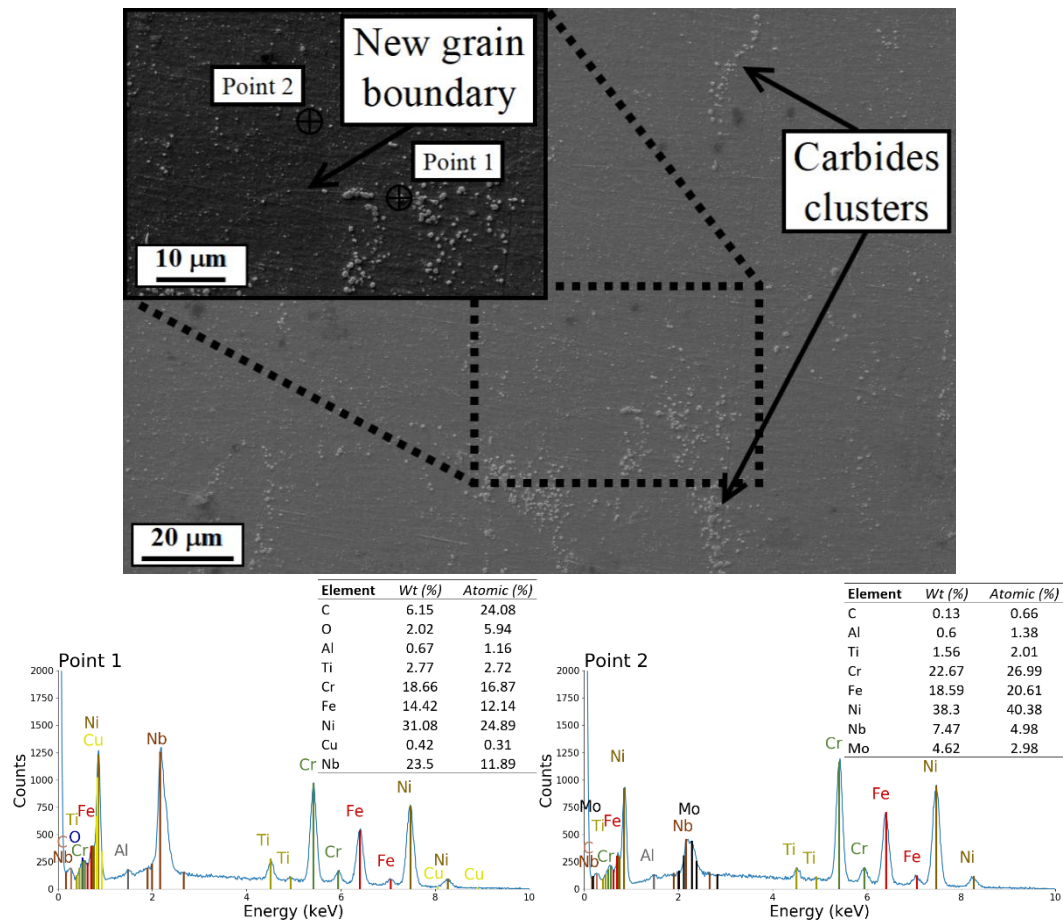 New grain
boundary
Point 2
Point 1
10 μm
Carbides
clusters
20 μm
Element Wt (%) Atomic (%)
C 6.15 24.08
O 2.02 5.94
Al 0.67 1.16
Ti 2.77 2.72
Cr 18.66 16.87
Fe 14.42 12.14
Ni 31.08 24.89
Cu 0.42 0.31
Nb 23.5 11.89
Point 1
2000
1750
1500
1250
1000
750
500
250
0
Counts
Ni
Cu
Nb
Cr
Ni
Fe
Ti
Fe
C
O
Nb
Cr
Al
Ti
Ti
Cr
Fe
Ni
Cu
Cu
0 2 4 6 8 10
Energy (keV)
Element Wt (%) Atomic (%)
C 0.13 0.66
Al 0.6 1.38
Ti 1.56 2.01
Cr 22.67 26.99
Fe 18.59 20.61
Ni 38.3 40.38
Nb 7.47 4.98
Mo 4.62 2.98
Point 2
2000
1750
1500
1250
1000
750
500
250
0
Counts
Ni
Cr
Ni
Fe
Mo
Mo
Ti
Fe
Nb
C
Nb
Cr
Al
Ti
Ti
Cr
Fe
Ni
0 2 4 6 8 10
Energy (keV)